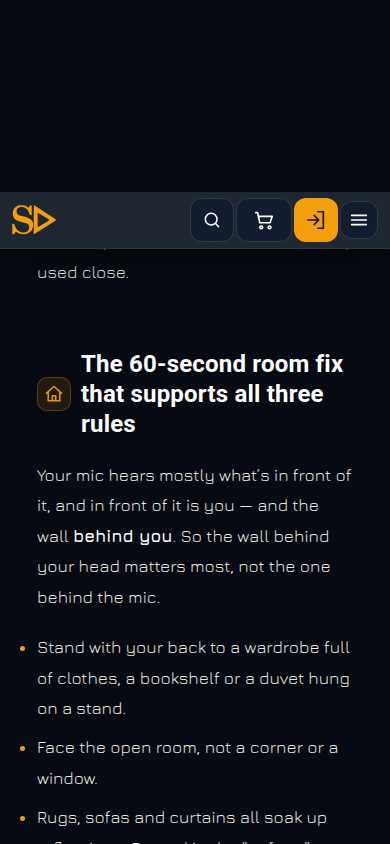 SD
used close.
The 60-second room fix
that supports all three
rules
Your mic hears mostly what's in front of
it, and in front of it is you — and the
wall behind you. So the wall behind
your head matters most, not the one
behind the mic.
Stand with your back to a wardrobe full
of clothes, a bookshelf or a duvet hung
on a stand.
Face the open room, not a corner or a
window.
Rugs, sofas and curtains all soak up